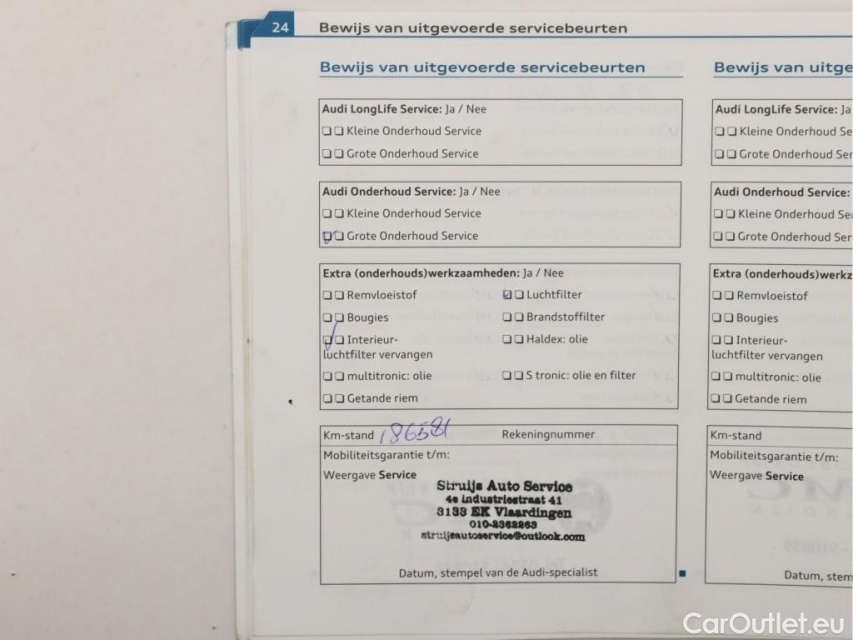 24 Bewijs van uitgevoerde servicebeurten
Bewijs van uitgevoerde servicebeurten
Audi LongLife Service: Ja / Nee
Kleine Onderhoud Service
Grote Onderhoud Service
Audi Onderhoud Service: Ja / Nee
Kleine Onderhoud Service
Grote Onderhoud Service
Extra (onderhouds)werkzaamheden: Ja / Nee
Remvloeistof Luchtfilter
Bougies Brandstoffilter
Interieur- Haldex: olie
luchtfilter vervangen
multitronic: olie S tronic: olie en filter
Getande riem
Km-stand 186581 Rekeningnummer
Mobiliteitsgarantie t/m:
Weergave Service
Struijs Auto Service
4e industriestraat 41
3133 EK Vlaardingen
010-2362263
struijsautoservice@outlook.com
Datum, stempel van de Audi-specialist
Bewijs van uitge
Audi LongLife Service: Ja
Kleine Onderhoud Se
Grote Onderhoud Ser
Audi Onderhoud Service:
Kleine Onderhoud Se
Grote Onderhoud Ser
Extra (onderhouds)werkz
Remvloeistof
Bougies
Interieur-
luchtfilter vervangen
multitronic: olie
Getande riem
Km-stand
Mobiliteitsgarantie t/m:
Weergave Service
Datum, stem
CarOutlet.eu